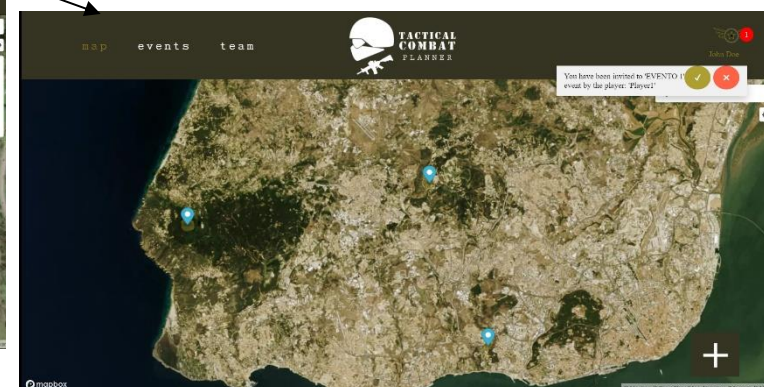 map events team
TACTICAL
COMBAT
PLANNER
1
John Doe
You have been invited to 'EVENTO 1'
event by the player: 'Player1'
mapbox